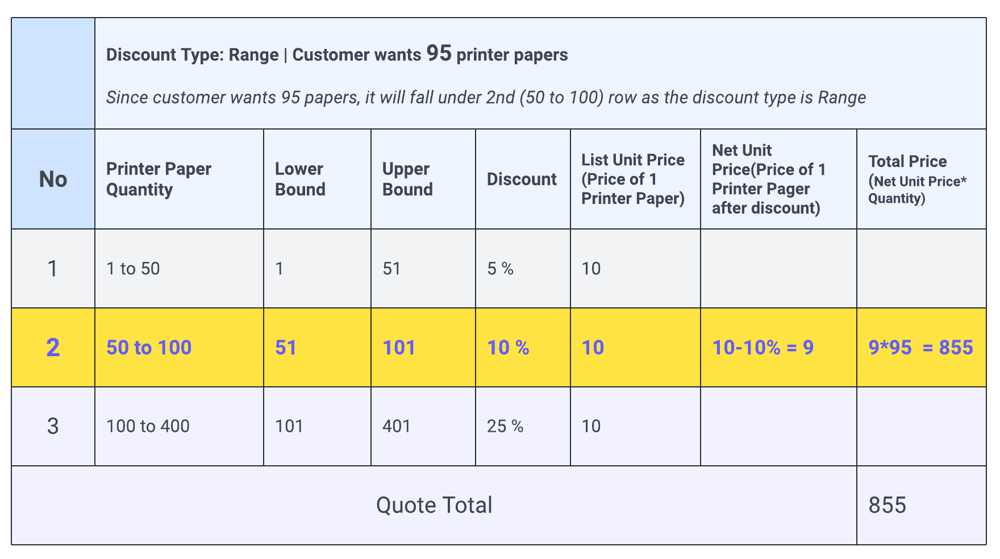 Discount Type: Range | Customer wants 95 printer papers
Since customer wants 95 papers, it will fall under 2nd (50 to 100) row as the discount type is Range
No
Printer Paper
Quantity
Lower
Bound
Upper
Bound
Discount
List Unit Price
(Price of 1
Printer Paper)
Net Unit
Price(Price of 1
Printer Pager
after discount)
Total Price
(Net Unit Price*
Quantity)
1
1 to 50
1
51
5 %
10
2
50 to 100
51
101
10 %
10
10-10% = 9
9*95  = 855
3
100 to 400
101
401
25 %
10
Quote Total
855